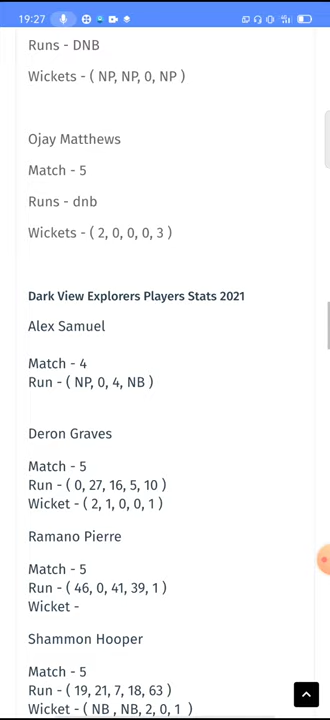 19:27
Runs - DNB
Wickets - ( NP, NP, 0, NP )
Ojay Matthews
Match - 5
Runs - dnb
Wickets - ( 2, 0, 0, 0, 3 )
Dark View Explorers Players Stats 2021
Alex Samuel
Match - 4
Run - ( NP, 0, 4, NB )
Deron Graves
Match - 5
Run - ( 0, 27, 16, 5, 10 )
Wicket - ( 2, 1, 0, 0, 1 )
Ramano Pierre
Match - 5
Run - ( 46, 0, 41, 39, 1 )
Wicket -
Shammon Hooper
Match - 5
Run - ( 19, 21, 7, 18, 63 )
Wicket - ( NB , NB, 2, 0, 1 )